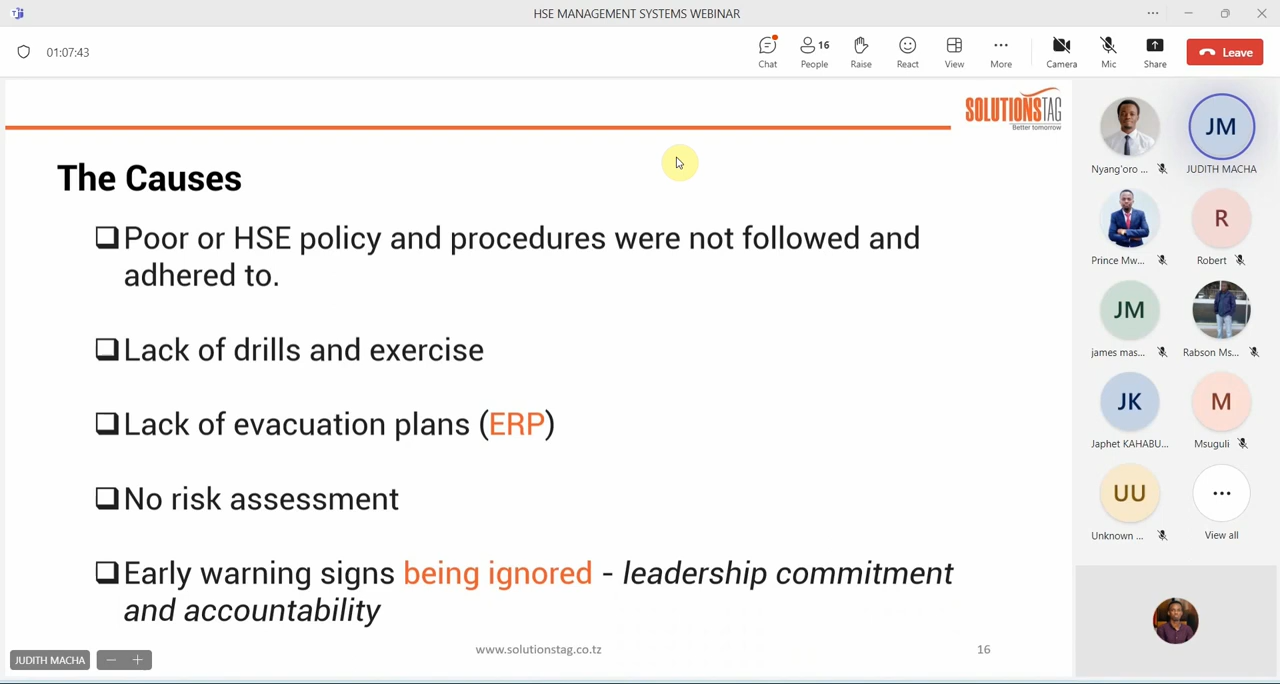 HSE MANAGEMENT SYSTEMS WEBINAR
01:07:43
Chat
People
16
Raise
React
View
More
Camera
Mic
Share
Leave
SOLUTIONSTAG
Better tomorrow
The Causes
Poor or HSE policy and procedures were not followed and
adhered to.
Lack of drills and exercise
Lack of evacuation plans (ERP)
No risk assessment
Early warning signs being ignored - leadership commitment
and accountability
www.solutionstag.co.tz
16
JUDITH MACHA
Nyang'oro ...
JM
JUDITH MACHA
Prince Mw...
R
Robert
JM
james mas...
Rabson Ms...
JK
Japhet KAHABU...
M
Msuguli
UU
Unknown ...
View all